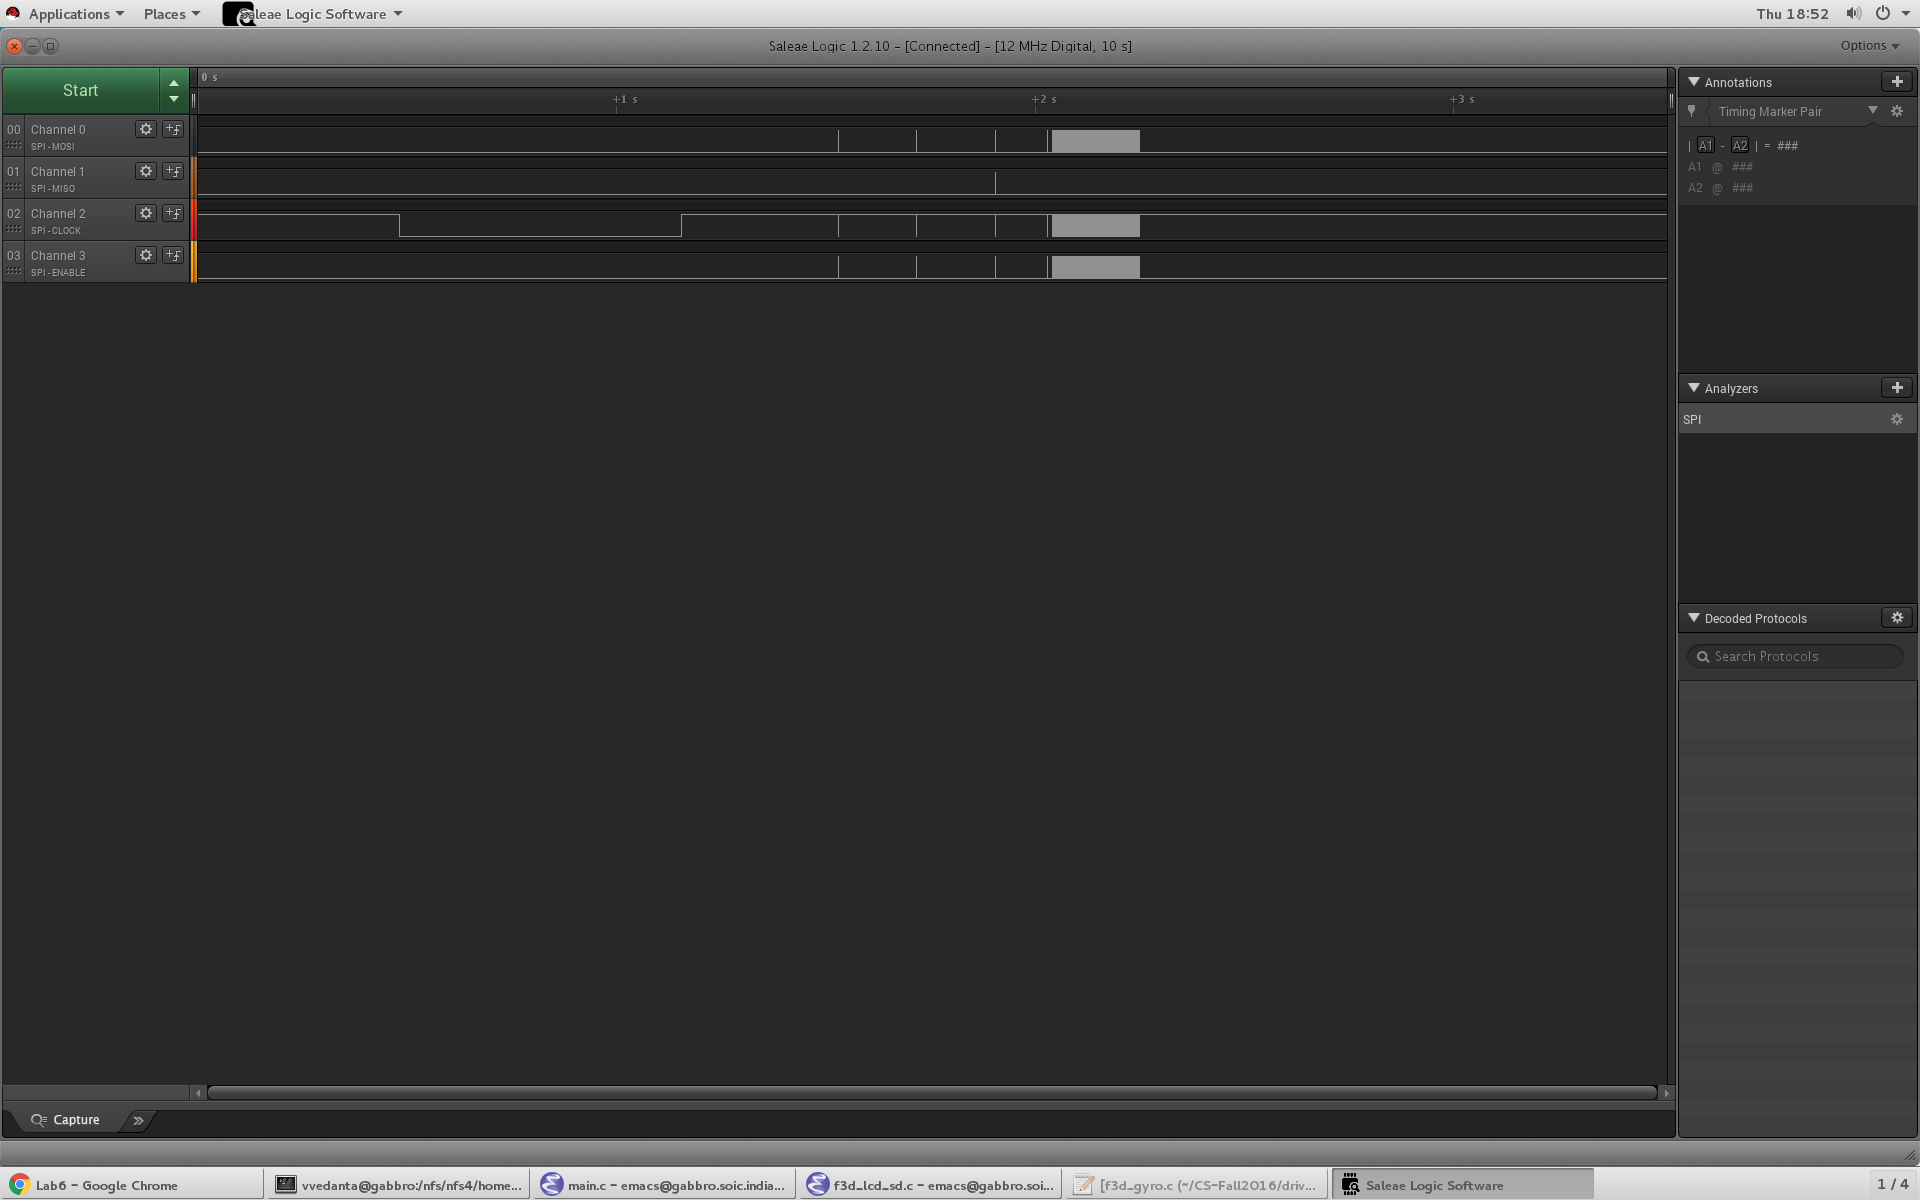 Applications Places Saleae Logic Software Thu 18:52
Saleae Logic 1.2.10 – [Connected] – [12 MHz Digital, 10 s] Options
Start
0 s
+1 s +2 s +3 s
00 Channel 0
SPI - MOSI
01 Channel 1
SPI - MISO
02 Channel 2
SPI - CLOCK
03 Channel 3
SPI - ENABLE
Annotations
Timing Marker Pair
| A1 - A2 | = ###
A1 @ ###
A2 @ ###
Analyzers
SPI
Decoded Protocols
Search Protocols
Capture
Lab6 – Google Chrome
vvedanta@gabbro:/nfs/nfs4/home...
main.c – emacs@gabbro.soic.india...
f3d_lcd_sd.c – emacs@gabbro.soi...
[f3d_gyro.c (~/CS-Fall2016/driv...
Saleae Logic Software
1 / 4